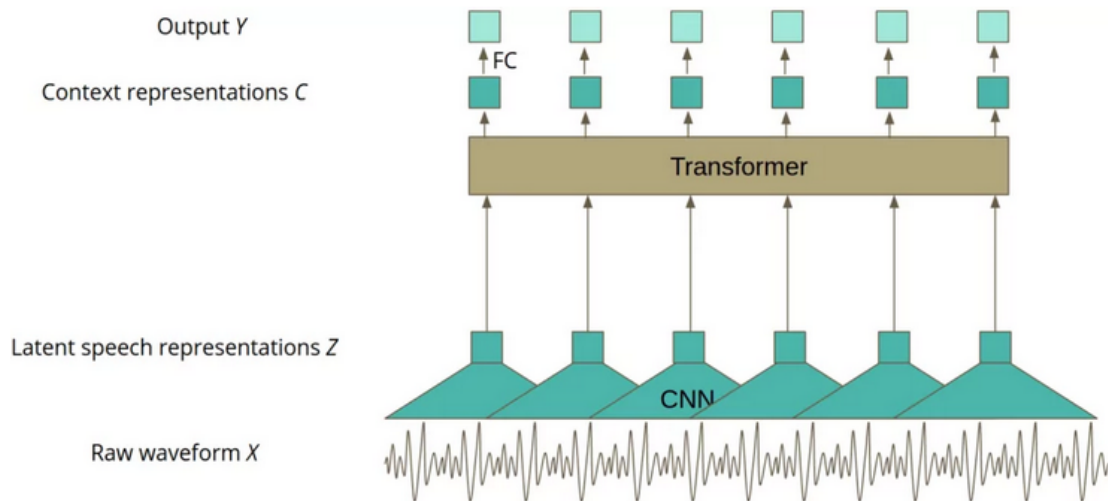 Output Y
FC
Context representations C
Transformer
Latent speech representations Z
CNN
Raw waveform X